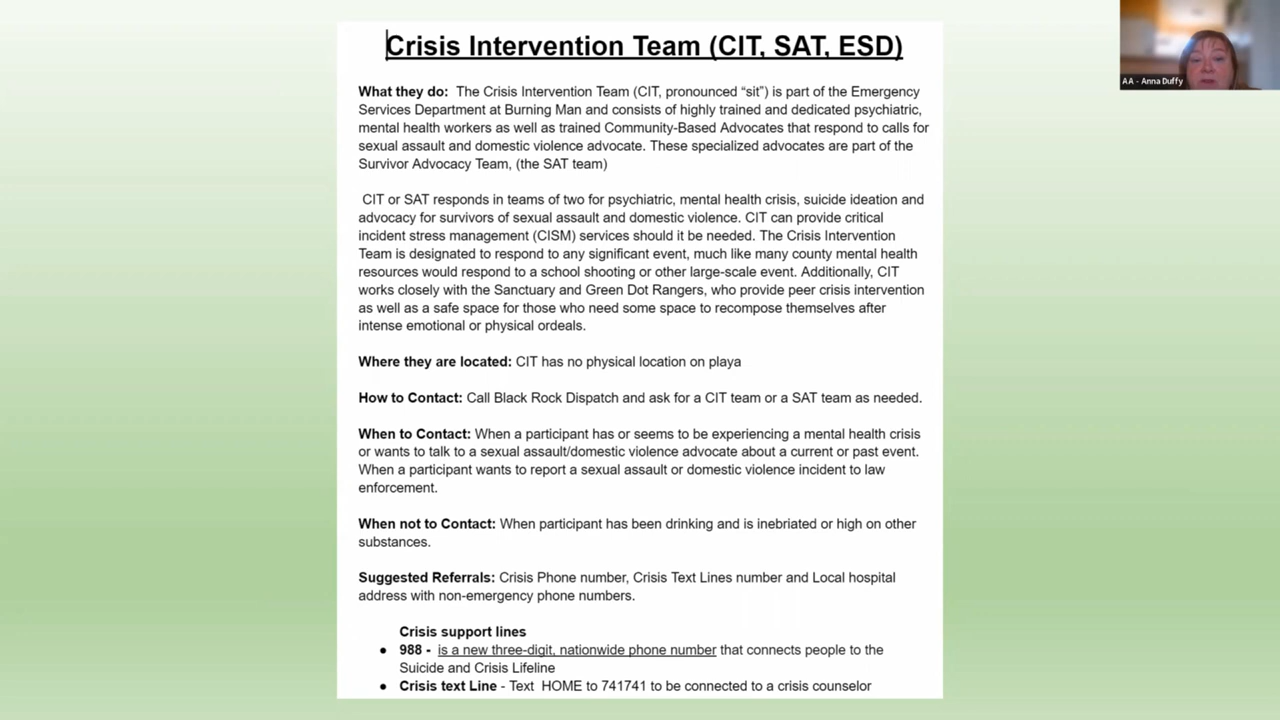 Crisis Intervention Team (CIT, SAT, ESD)
AA - Anna Duffy
What they do:  The Crisis Intervention Team (CIT, pronounced “sit”) is part of the Emergency
Services Department at Burning Man and consists of highly trained and dedicated psychiatric,
mental health workers as well as trained Community-Based Advocates that respond to calls for
sexual assault and domestic violence advocate. These specialized advocates are part of the
Survivor Advocacy Team, (the SAT team)
CIT or SAT responds in teams of two for psychiatric, mental health crisis, suicide ideation and
advocacy for survivors of sexual assault and domestic violence. CIT can provide critical
incident stress management (CISM) services should it be needed. The Crisis Intervention
Team is designated to respond to any significant event, much like many county mental health
resources would respond to a school shooting or other large-scale event. Additionally, CIT
works closely with the Sanctuary and Green Dot Rangers, who provide peer crisis intervention
as well as a safe space for those who need some space to recompose themselves after
intense emotional or physical ordeals.
Where they are located: CIT has no physical location on playa
How to Contact: Call Black Rock Dispatch and ask for a CIT team or a SAT team as needed.
When to Contact: When a participant has or seems to be experiencing a mental health crisis
or wants to talk to a sexual assault/domestic violence advocate about a current or past event.
When a participant wants to report a sexual assault or domestic violence incident to law
enforcement.
When not to Contact: When participant has been drinking and is inebriated or high on other
substances.
Suggested Referrals: Crisis Phone number, Crisis Text Lines number and Local hospital
address with non-emergency phone numbers.
Crisis support lines
● 988 -  is a new three-digit, nationwide phone number that connects people to the
Suicide and Crisis Lifeline
● Crisis text Line - Text  HOME to 741741 to be connected to a crisis counselor